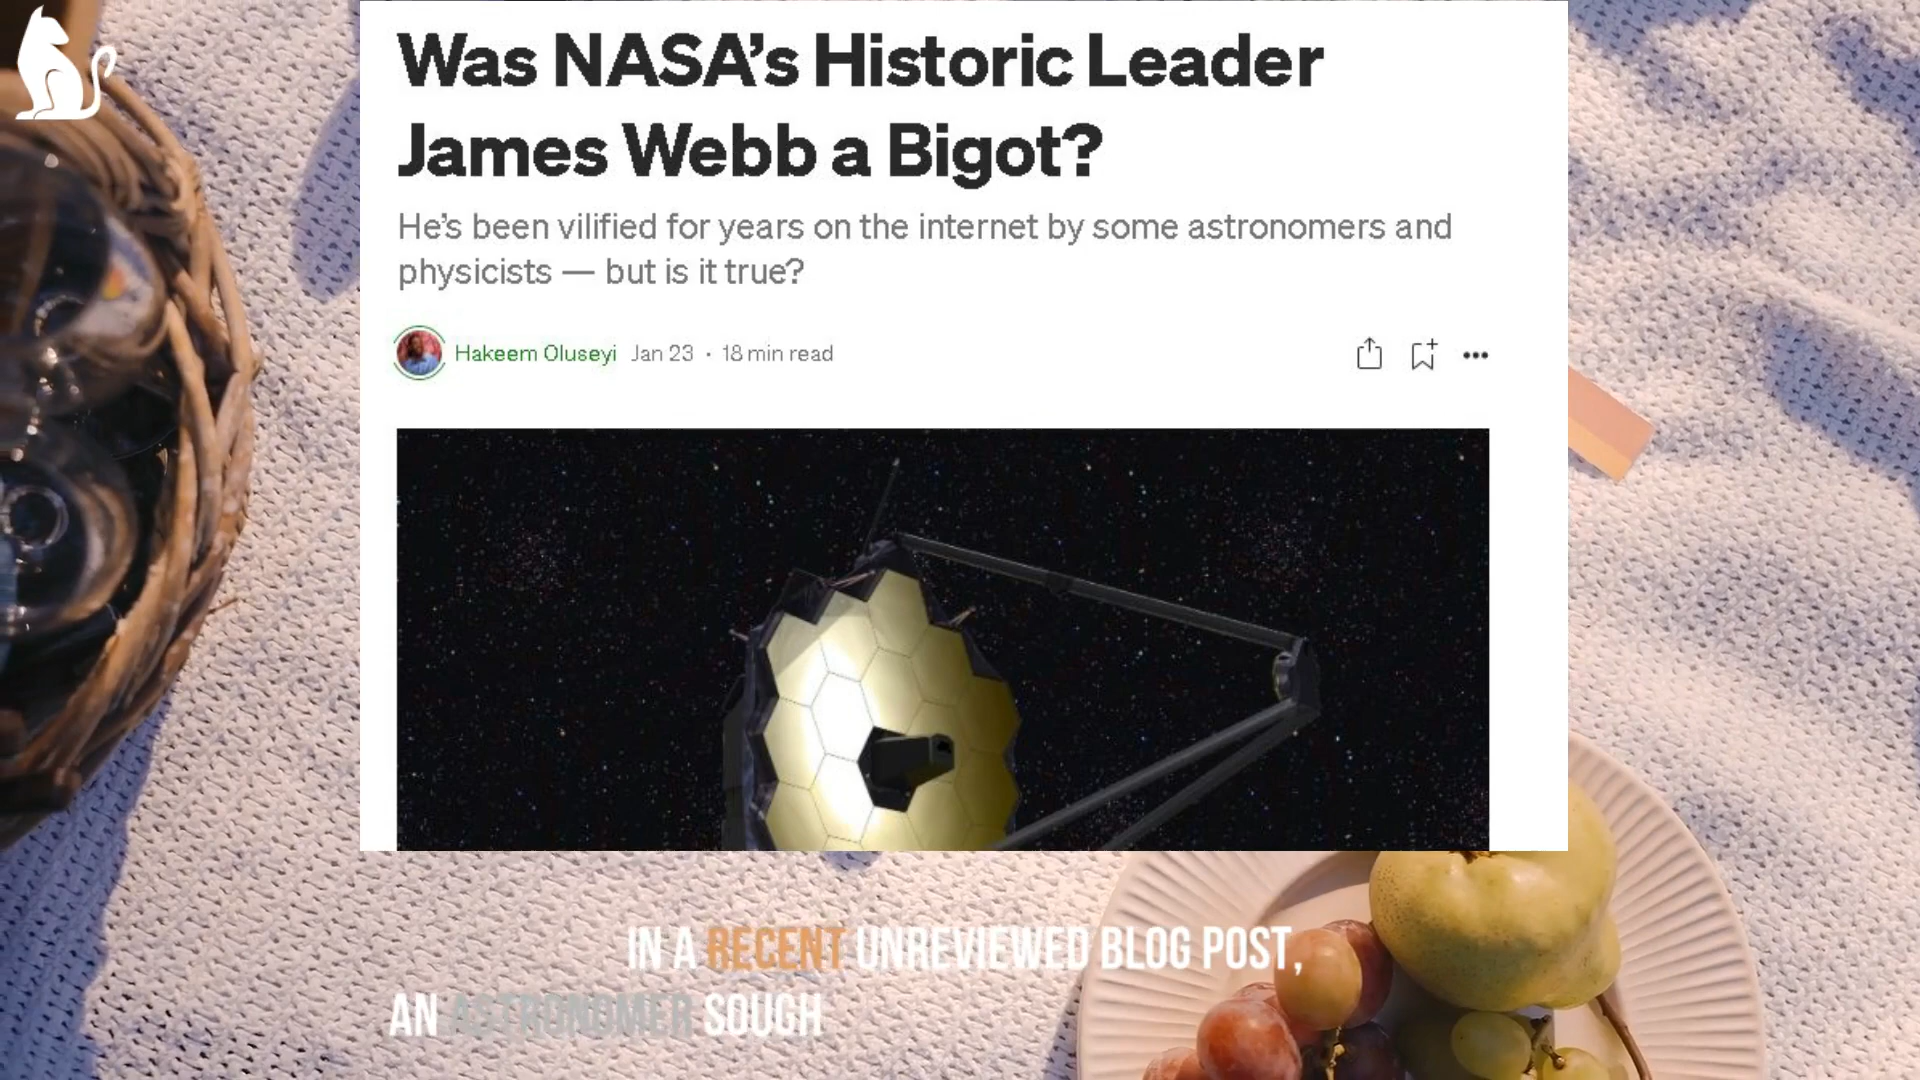 Was NASA's Historic Leader
James Webb a Bigot?
He's been vilified for years on the internet by some astronomers and
physicists — but is it true?
Hakeem Oluseyi Jan 23 · 18 min read
IN A RECENT UNREVIEWED BLOG POST,
AN ASTRONOMER SOUGH